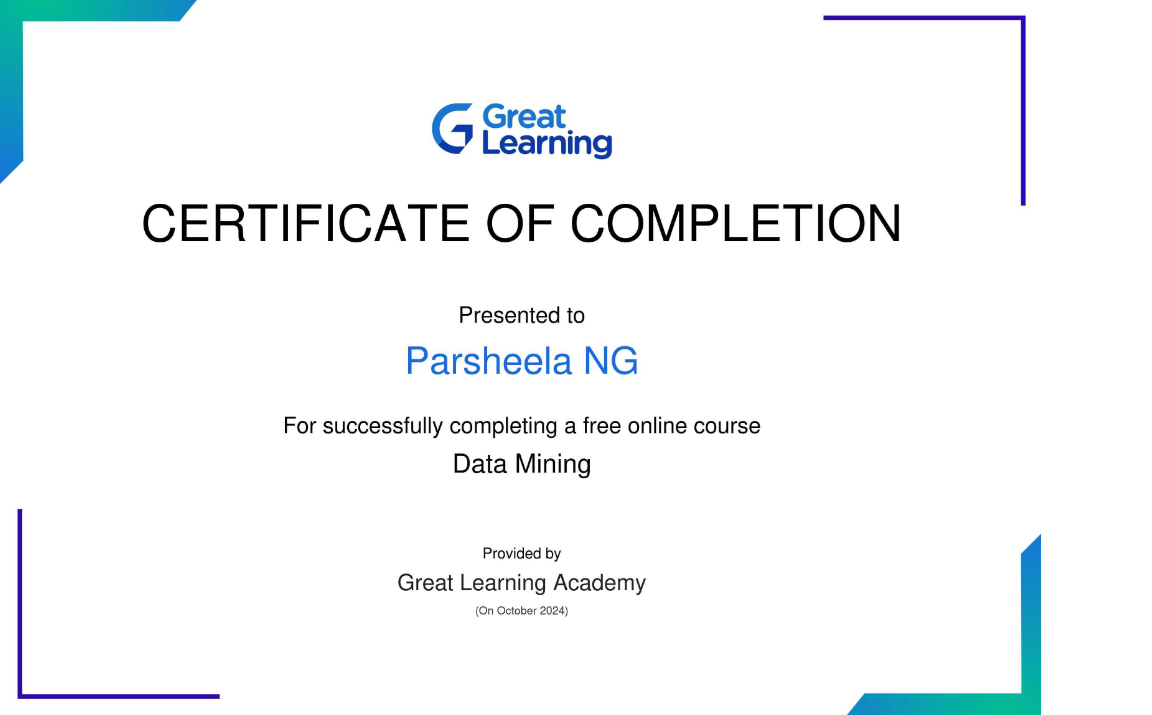 Great
Learning
CERTIFICATE OF COMPLETION
Presented to
Parsheela NG
For successfully completing a free online course
Data Mining
Provided by
Great Learning Academy
(On October 2024)